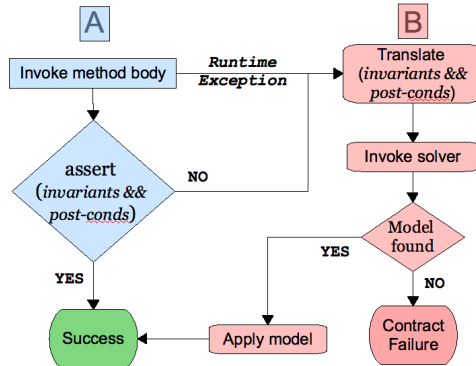 A
B
Invoke method body
Runtime
Exception
Translate
(invariants &&
post-conds)
assert
(invariants &&
post-conds)
NO
Invoke solver
Model
found
YES
YES
NO
Success
Apply model
Contract
Failure